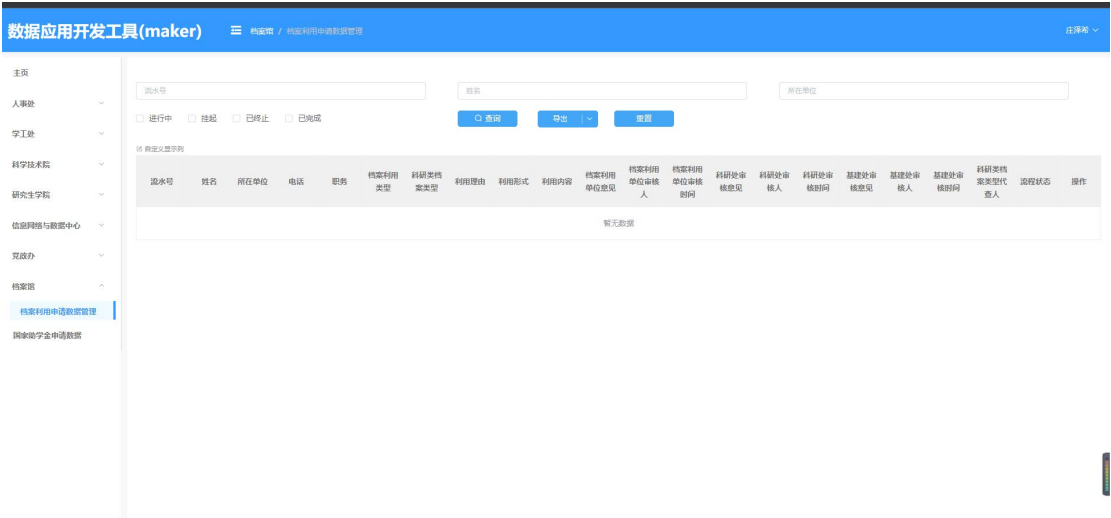 数据应用开发工具(maker)
档案馆 / 档案利用申请数据管理
庄泽希
主页
人事处
学工处
科学技术院
研究生学院
信息网络与数据中心
党政办
档案馆
档案利用申请数据管理
国家助学金申请数据
流水号
姓名
所在单位
进行中
挂起
已终止
已完成
查询
导出
重置
自定义显示列
流水号
姓名
所在单位
电话
职务
档案利用
类型
科研类档
案类型
利用理由
利用形式
利用内容
档案利用
单位意见
档案利用
单位审核
人
档案利用
单位审核
时间
科研处审
核意见
科研处审
核人
科研处审
核时间
基建处审
核意见
基建处审
核人
基建处审
核时间
科研类档
案类型代
查人
流程状态
操作
暂无数据